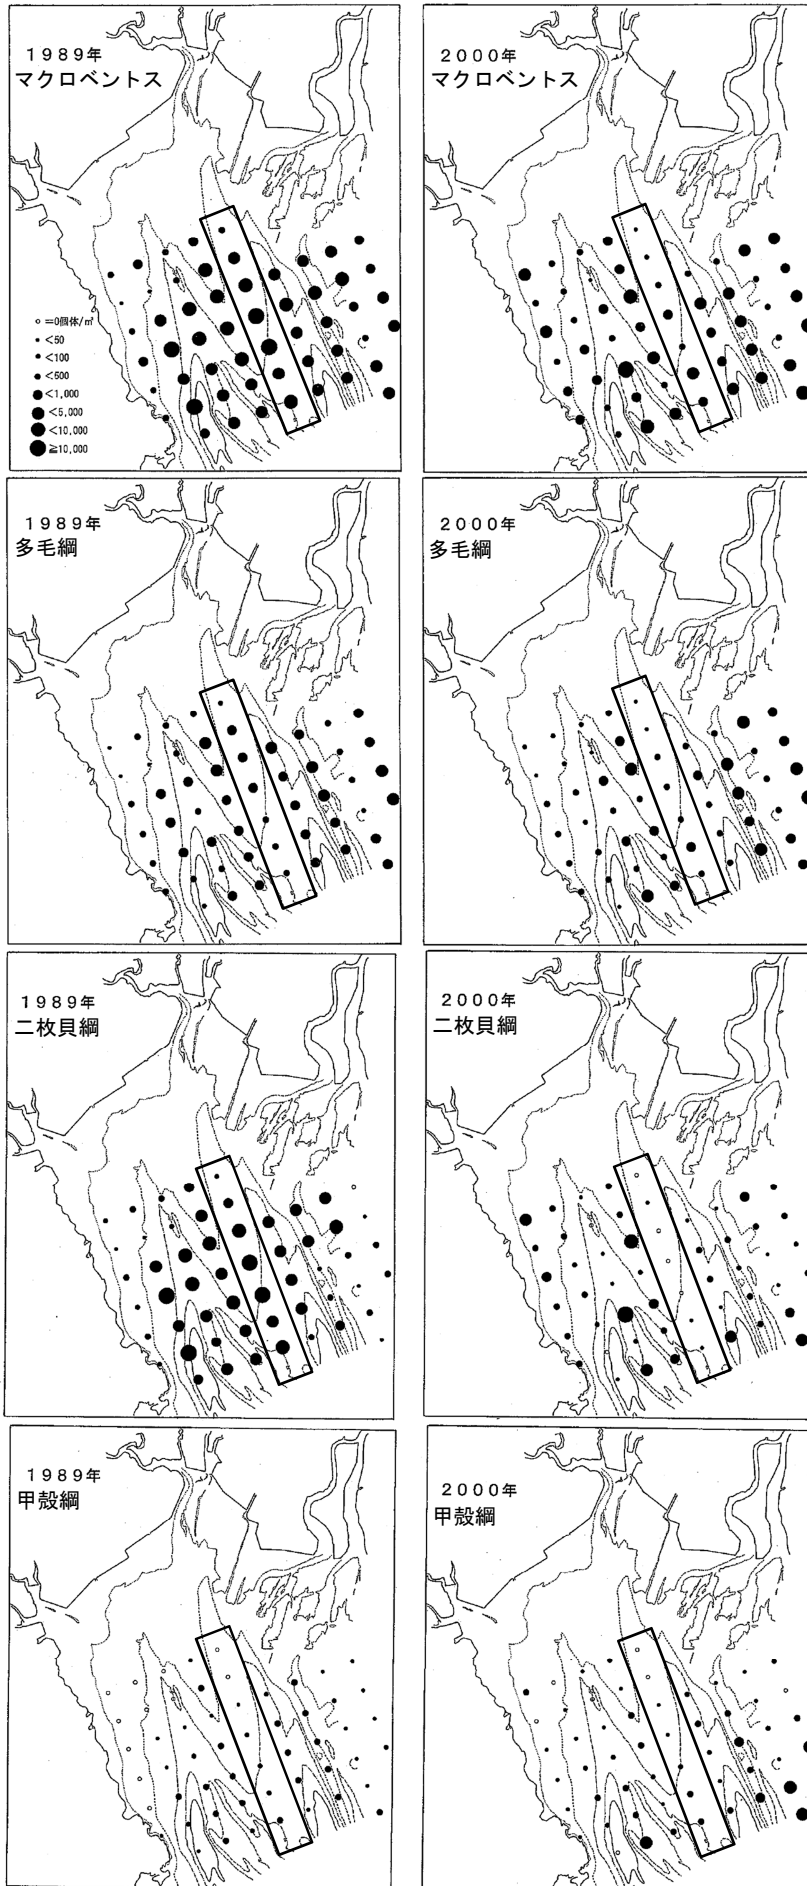 1989年
マクロベントス
○ =0個体/㎡
● <50
● <100
● <500
● <1,000
● <5,000
● <10,000
● ≧10,000
2000年
マクロベントス
1989年
多毛綱
2000年
多毛綱
1989年
二枚貝綱
2000年
二枚貝綱
1989年
甲殻綱
2000年
甲殻綱